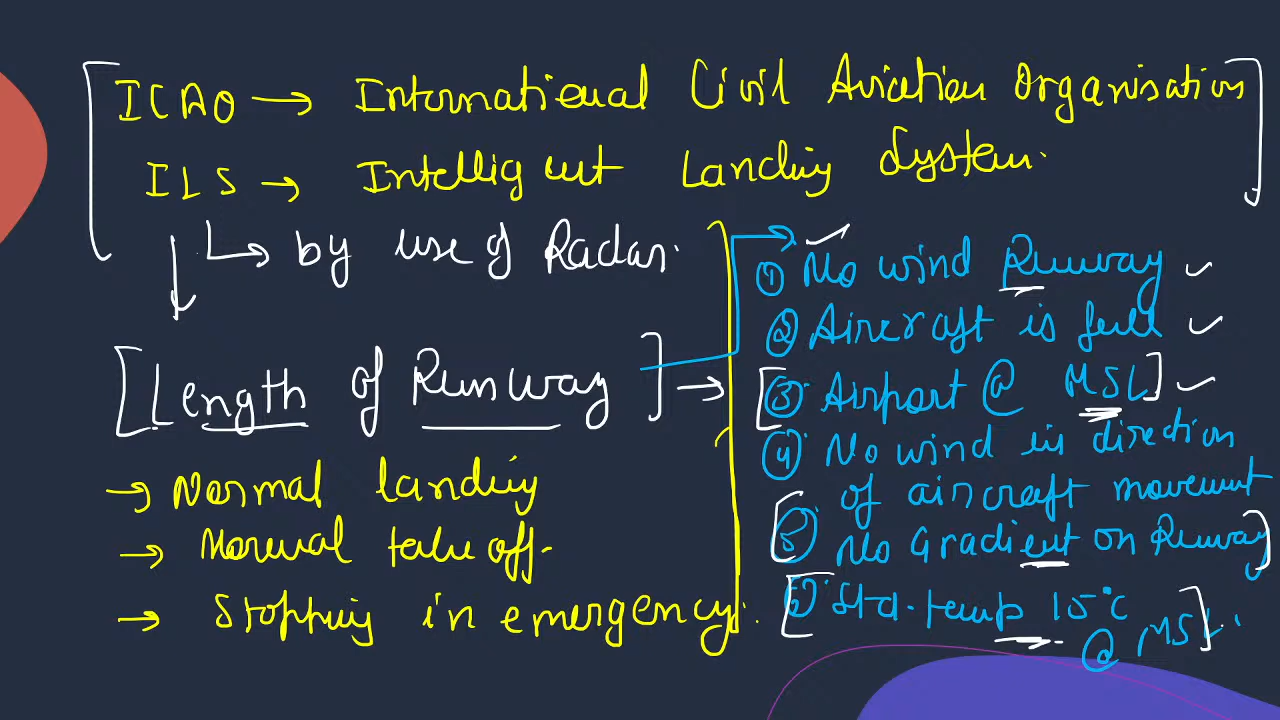 ICAO → International Civil Aviation Organisation
ILS → Intelligent Landing System.
↳ by use of Radar.
[Length of Runway] →
→ Normal landing
→ Normal take off.
→ Stopping in emergency.
① No wind Runway ✓
② Aircraft is full ✓
[③ Airport @ MSL] ✓
④ No wind in direction
of aircraft movement
[⑤ No Gradient on Runway]
[⑥ Std. temp 15°C
@ MSL.]